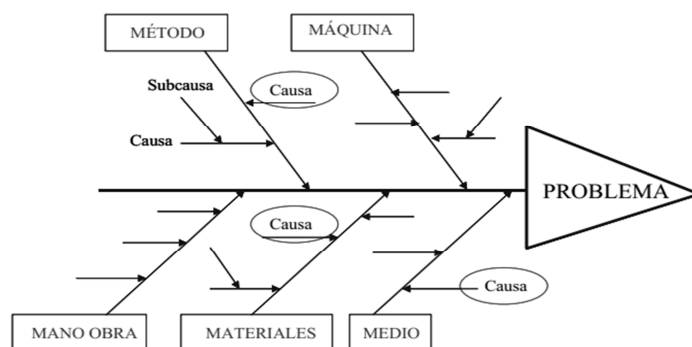 MÉTODO
MÁQUINA
Subcausa
Causa
Causa
PROBLEMA
Causa
Causa
MANO OBRA
MATERIALES
MEDIO